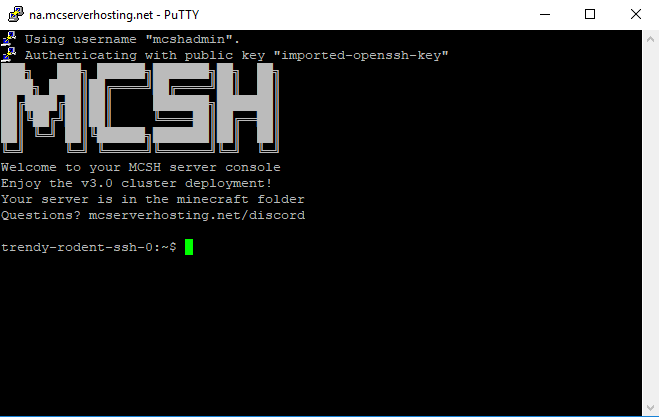 na.mcserverhosting.net - PuTTY
Using username "mcshadmin".
Authenticating with public key "imported-openssh-key"
MCSH
Welcome to your MCSH server console
Enjoy the v3.0 cluster deployment!
Your server is in the minecraft folder
Questions? mcserverhosting.net/discord
trendy-rodent-ssh-0:~$